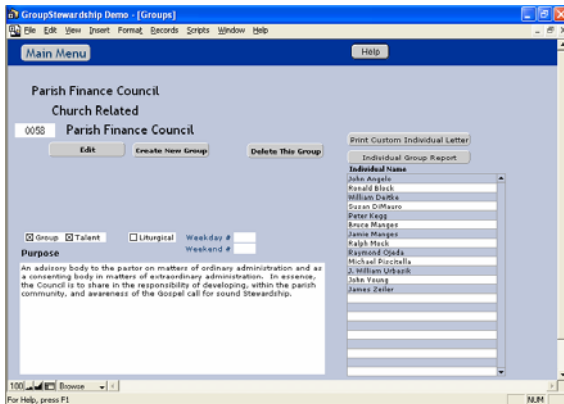 GroupStewardship Demo - [Groups]
File Edit View Insert Format Records Scripts Window Help
Main Menu
Help
Parish Finance Council
Church Related
0058 Parish Finance Council
Print Custom Individual Letter
Edit
Create New Group
Delete This Group
Individual Group Report
Individual Name
John Angelo
Ronald Block
William Deitke
Susan DiMauro
Peter Kegg
Bruce Manges
Jamie Manges
Ralph Mock
Raymond Ojeda
Michael Piscitella
J. William Urbasik
John Young
James Zeiler
Group Talent Liturgical Weekday #
Weekend #
Purpose
An advisory body to the pastor on matters of ordinary administration and as
a consenting body in matters of extraordinary administration. In essence,
the Council is to share in the responsibility of developing, within the parish
community, and awareness of the Gospel call for sound Stewardship.
100 Browse
For Help, press F1
NUM